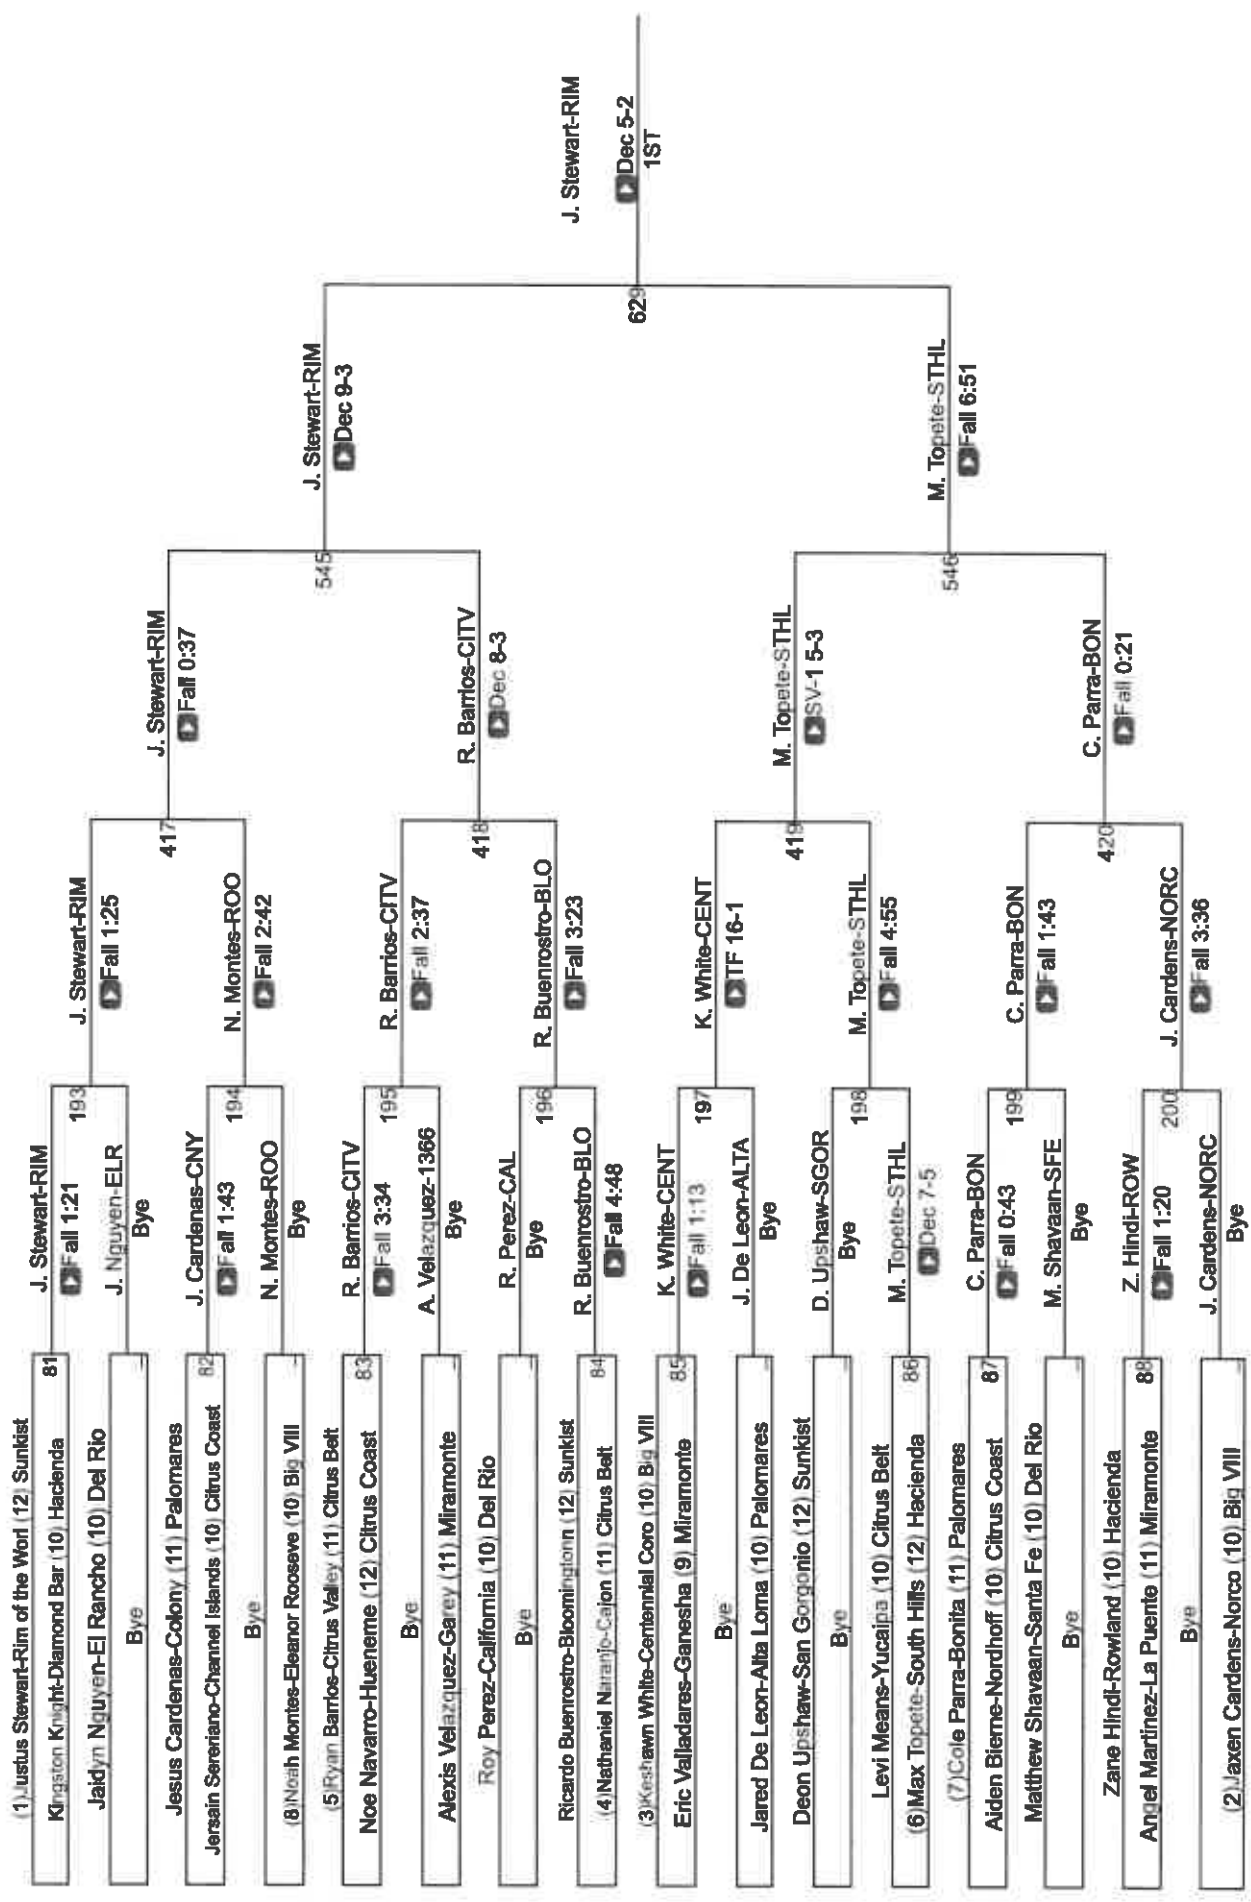 (1)Justus Stewart-Rim of the Worl (12) Sunkist
81
Kingston Knight-Diamond Bar (10) Hacienda
Jaidyn Nguyen-El Rancho (10) Del Rio
Bye
Jesus Cardenas-Colony (11) Palomares
82
Jersain Sereriano-Channel Islands (10) Citrus Coast
Bye
(8)Noah Montes-Eleanor Rooseve (10) Big VIII
(5)Ryan Barrios-Citrus Valley (11) Citrus Belt
83
Noe Navarro-Hueneme (12) Citrus Coast
Bye
Alexis Velazquez-Garey (11) Miramonte
Roy Perez-California (10) Del Rio
Bye
Ricardo Buenrostro-Bloomingtonn (12) Sunkist
84
(4)Nathaniel Naranjo-Cajon (11) Citrus Belt
(3)Keshawn White-Centennial Coro (10) Big VIII
85
Eric Valladares-Ganesha (9) Miramonte
Bye
Jared De Leon-Alta Loma (10) Palomares
Deon Upshaw-San Gorgonio (12) Sunkist
Bye
Levi Means-Yucaipa (10) Citrus Belt
86
(6)Max Topete-South Hills (12) Hacienda
(7)Cole Parra-Bonita (11) Palomares
87
Aiden Bierne-Nordhoff (10) Citrus Coast
Matthew Shavaan-Santa Fe (10) Del Rio
Bye
Zane Hindi-Rowland (10) Hacienda
88
Angel Martinez-La Puente (11) Miramonte
Bye
(2)Jaxen Cardens-Norco (10) Big VIII
J. Stewart-RIM
Fall 1:21
193
J. Nguyen-ELR
Bye
J. Cardenas-CNY
Fall 1:43
194
N. Montes-ROO
Bye
R. Barrios-CITV
Fall 3:34
195
A. Velazquez-1366
Bye
R. Perez-CAL
Bye
196
R. Buenrostro-BLO
Fall 4:48
K. White-CENT
Fall 1:13
197
J. De Leon-ALTA
Bye
D. Upshaw-SGOR
Bye
198
M. Topete-STHL
Dec 7-5
C. Parra-BON
Fall 0:43
199
M. Shavaan-SFE
Bye
Z. Hindi-ROW
Fall 1:20
200
J. Cardens-NORC
Bye
J. Stewart-RIM
Fall 1:25
417
N. Montes-ROO
Fall 2:42
R. Barrios-CITV
Fall 2:37
418
R. Buenrostro-BLO
Fall 3:23
K. White-CENT
TF 16-1
419
M. Topete-STHL
Fall 4:55
C. Parra-BON
Fall 1:43
420
J. Cardens-NORC
Fall 3:36
J. Stewart-RIM
Fall 0:37
545
R. Barrios-CITV
Dec 8-3
M. Topete-STHL
SV-1 5-3
546
C. Parra-BON
Fall 0:21
J. Stewart-RIM
Dec 9-3
629
M. Topete-STHL
Fall 6:51
J. Stewart-RIM
Dec 5-2
1ST